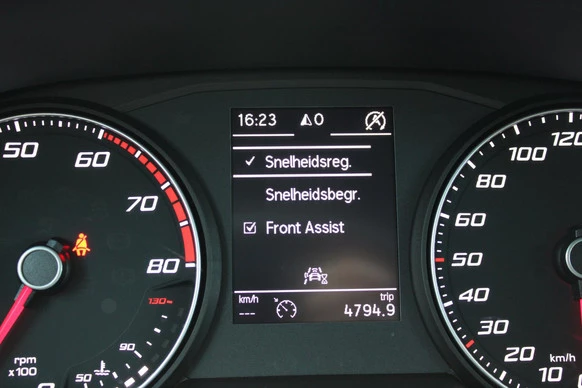 16:23 0
✓ Snelheidsreg.
Snelheidsbegr.
☑ Front Assist
km/h trip
--- 4794.9
50 60 70 80
rpm
x100
50 90 130
10 20 30 40 50 60 80 100 120
km/h